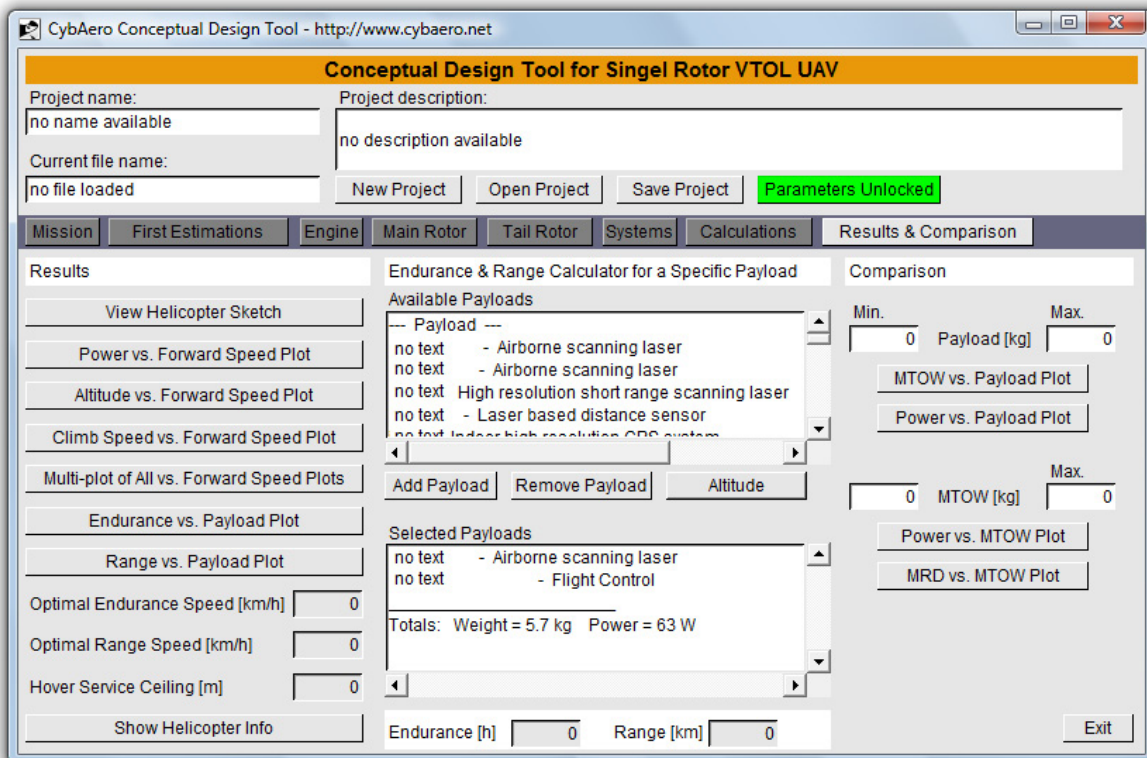 CybAero Conceptual Design Tool - http://www.cybaero.net
Conceptual Design Tool for Singel Rotor VTOL UAV
Project name:
no name available
Project description:
no description available
Current file name:
no file loaded
New Project Open Project Save Project Parameters Unlocked
Mission First Estimations Engine Main Rotor Tail Rotor Systems Calculations Results & Comparison
Results
View Helicopter Sketch
Power vs. Forward Speed Plot
Altitude vs. Forward Speed Plot
Climb Speed vs. Forward Speed Plot
Multi-plot of All vs. Forward Speed Plots
Endurance vs. Payload Plot
Range vs. Payload Plot
Optimal Endurance Speed [km/h] 0
Optimal Range Speed [km/h] 0
Hover Service Ceiling [m] 0
Show Helicopter Info
Endurance & Range Calculator for a Specific Payload
Available Payloads
--- Payload ---
no text - Airborne scanning laser
no text - Airborne scanning laser
no text High resolution short range scanning laser
no text - Laser based distance sensor
no text Indoor high resolution GPS system
Add Payload Remove Payload Altitude
Selected Payloads
no text - Airborne scanning laser
no text - Flight Control
Totals: Weight = 5.7 kg Power = 63 W
Endurance [h] 0 Range [km] 0
Comparison
Min. Max.
0 Payload [kg] 0
MTOW vs. Payload Plot
Power vs. Payload Plot
Max.
0 MTOW [kg] 0
Power vs. MTOW Plot
MRD vs. MTOW Plot
Exit